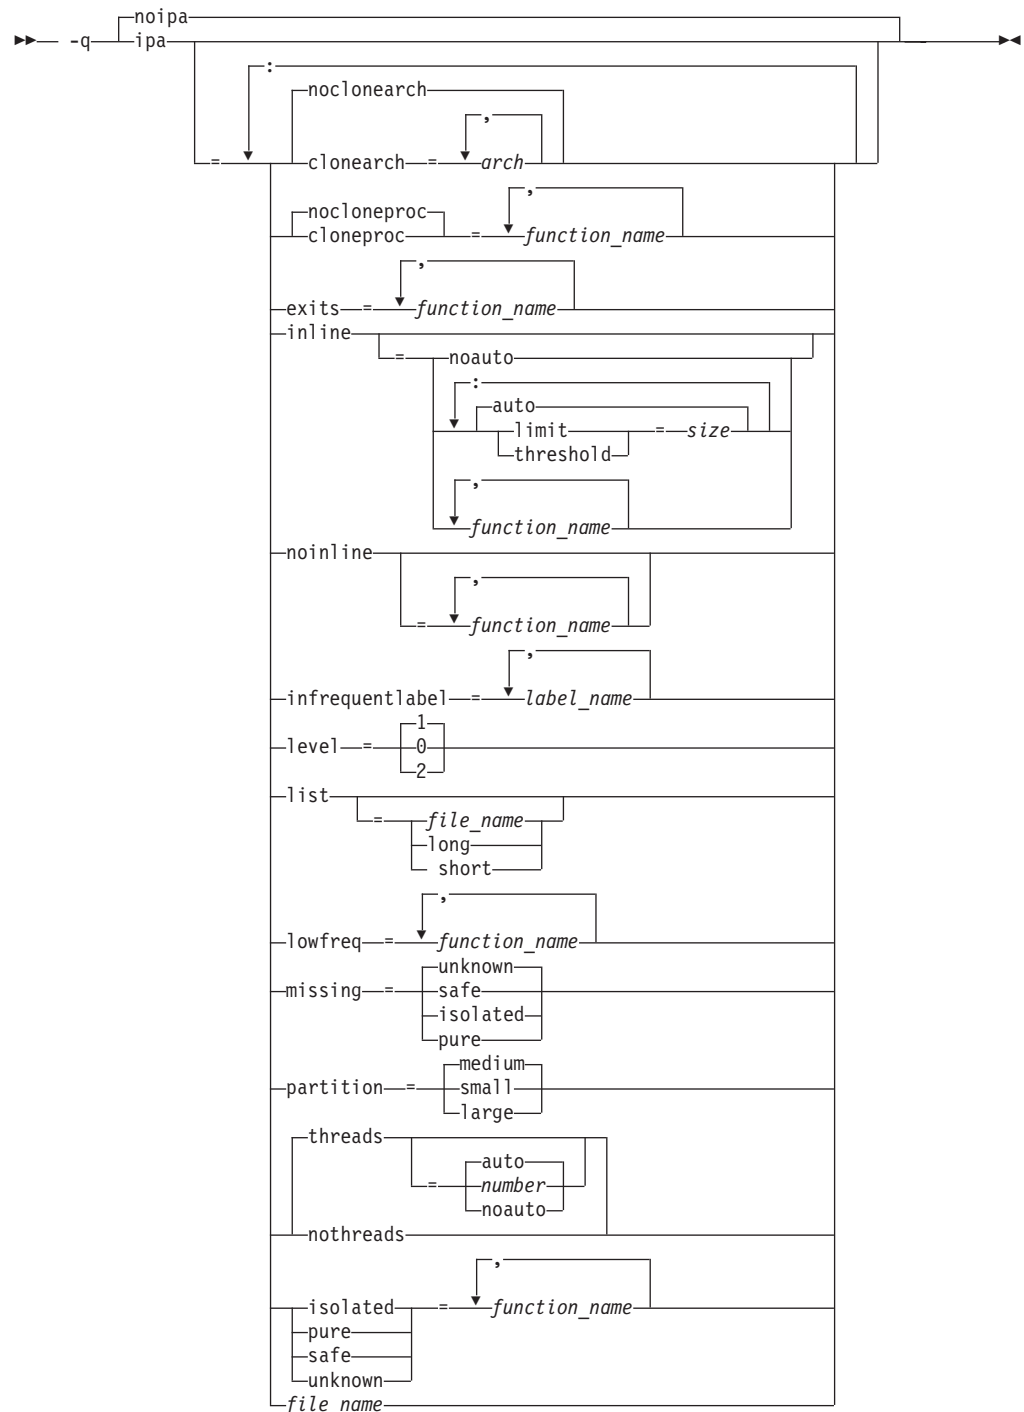 noipa
-q ipa
:
noclonearch
,
= clonearch = arch
,
nocloneproc
cloneproc = function_name
,
exits = function_name
inline
= noauto
:
auto
limit = size
threshold
,
function_name
noinline
,
= function_name
,
infrequentlabel = label_name
1
level = 0
2
list
= file_name
long
short
,
lowfreq = function_name
unknown
missing = safe
isolated
pure
medium
partition = small
large
threads
auto
= number
noauto
nothreads
,
isolated = function_name
pure
safe
unknown
file_name